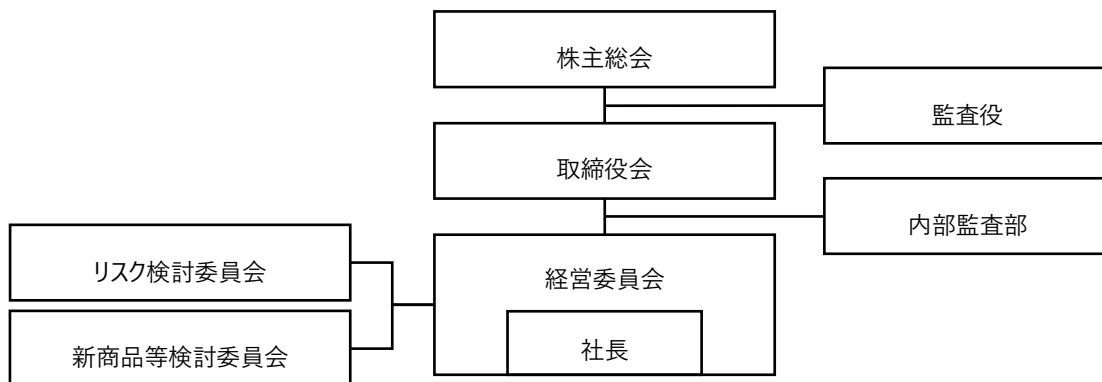 株主総会
監査役
取締役会
内部監査部
リスク検討委員会
経営委員会
新商品等検討委員会
社長